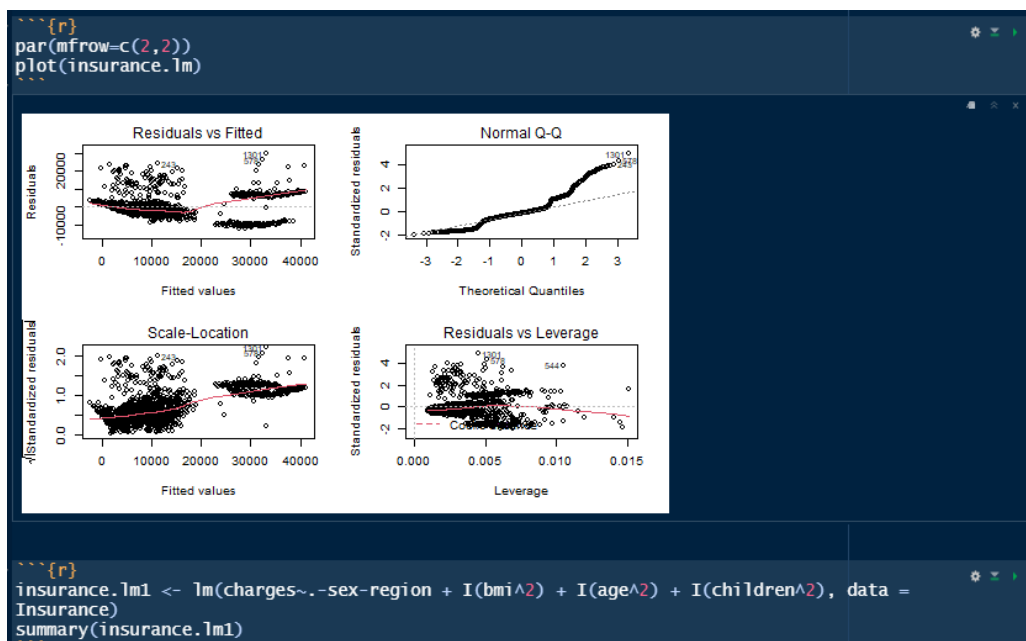 ```{r}
par(mfrow=c(2,2))
plot(insurance.lm)
```
Residuals vs Fitted
Residuals
-10000 20000
243
1301
578
0 10000 20000 30000 40000
Fitted values
Normal Q-Q
Standardized residuals
-2 0 2 4
1301
578
243
-3 -2 -1 0 1 2 3
Theoretical Quantiles
Scale-Location
√|Standardized residuals|
0.0 1.0 2.0
243
1301
578
0 10000 20000 30000 40000
Fitted values
Residuals vs Leverage
Standardized residuals
-2 0 2 4
1301
578
544
0.000 0.005 0.010 0.015
Leverage
```{r}
insurance.lm1 <- lm(charges~.-sex-region + I(bmi^2) + I(age^2) + I(children^2), data =
Insurance)
summary(insurance.lm1)